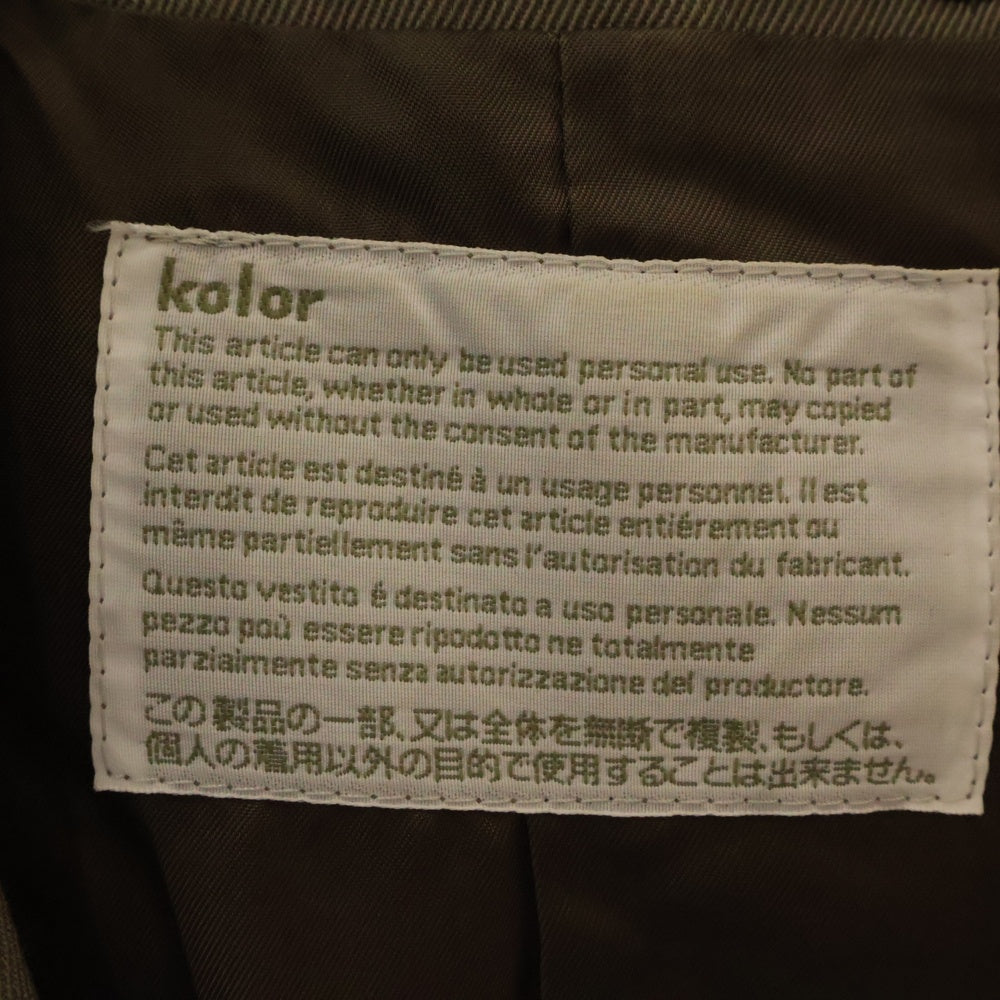 kolor
This article can only be used personal use. No part of
this article, whether in whole or in part, may copied
or used without the consent of the manufacturer.
Cet article est destiné à un usage personnel. Il est
interdit de reproduire cet article entiérement ou
même partiellement sans l'autorisation du fabricant.
Questo vestito é destinato a uso personale. Nessum
pezzo poù essere ripodotto ne totalmente
parziaimente senza autorizzazione del productore.
この製品の一部、又は全体を無断で複製、もしくは、
個人の着用以外の目的で使用することは出来ません。